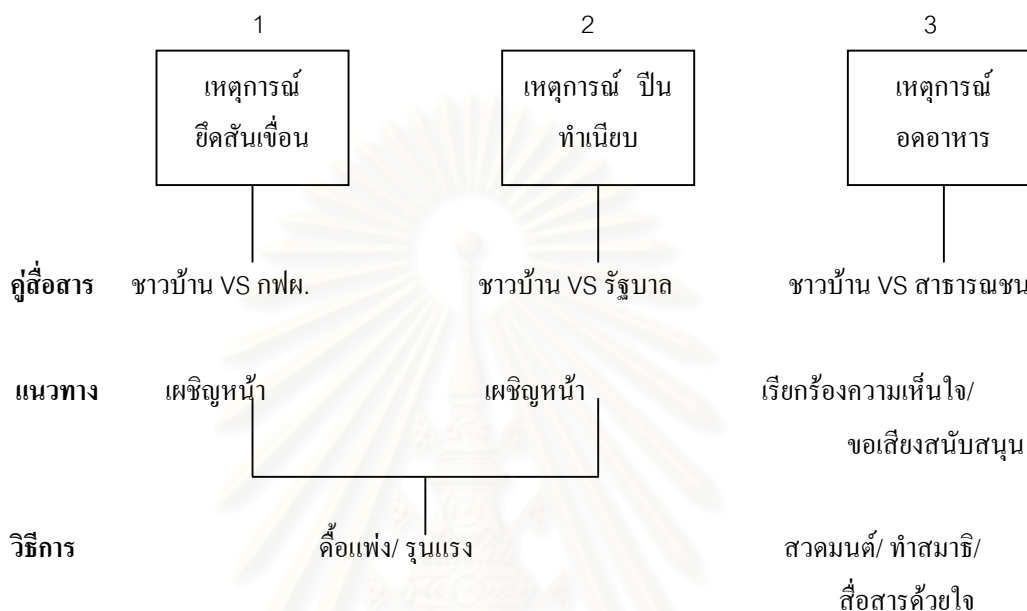 1 2 3
เหตุการณ์ เหตุการณ์ ปีน เหตุการณ์
ยึดสันเขื่อน ทำเนียบ อดอาหาร
คู่สื่อสาร ชาวบ้าน VS กฟผ. ชาวบ้าน VS รัฐบาล ชาวบ้าน VS สาธารณชน
แนวทาง เผชิญหน้า เผชิญหน้า เรียกร้องความเห็นใจ/
ขอเสียงสนับสนุน
วิธีการ ดื้อแพ่ง/ รุนแรง สวดมนต์/ ทำสมาธิ/
สื่อสารด้วยใจ